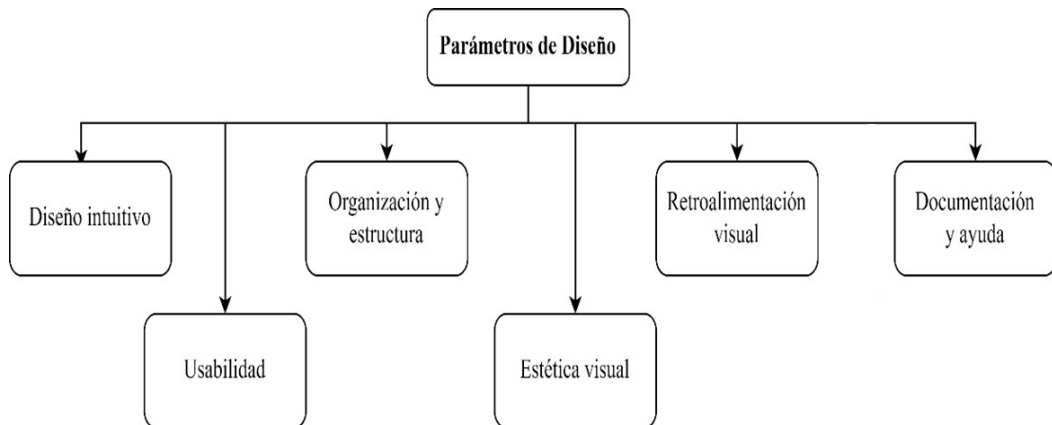 Parámetros de Diseño
Diseño intuitivo
Organización y
estructura
Retroalimentación
visual
Documentación
y ayuda
Usabilidad
Estética visual